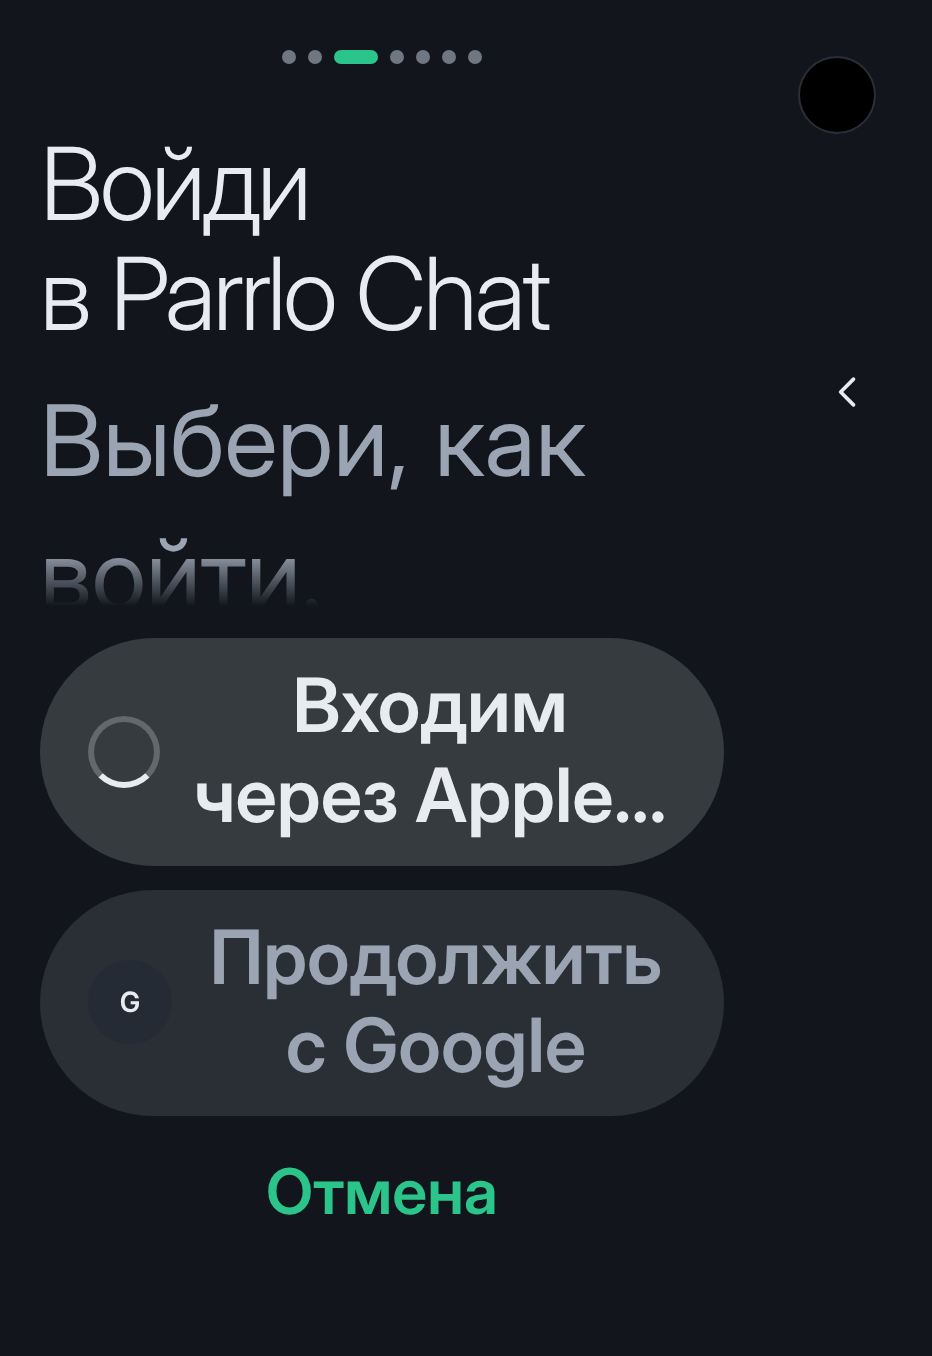 Войди
в Parrlo Chat
Выбери, как
войти.
Входим
через Apple...
G
Продолжить
с Google
Отмена